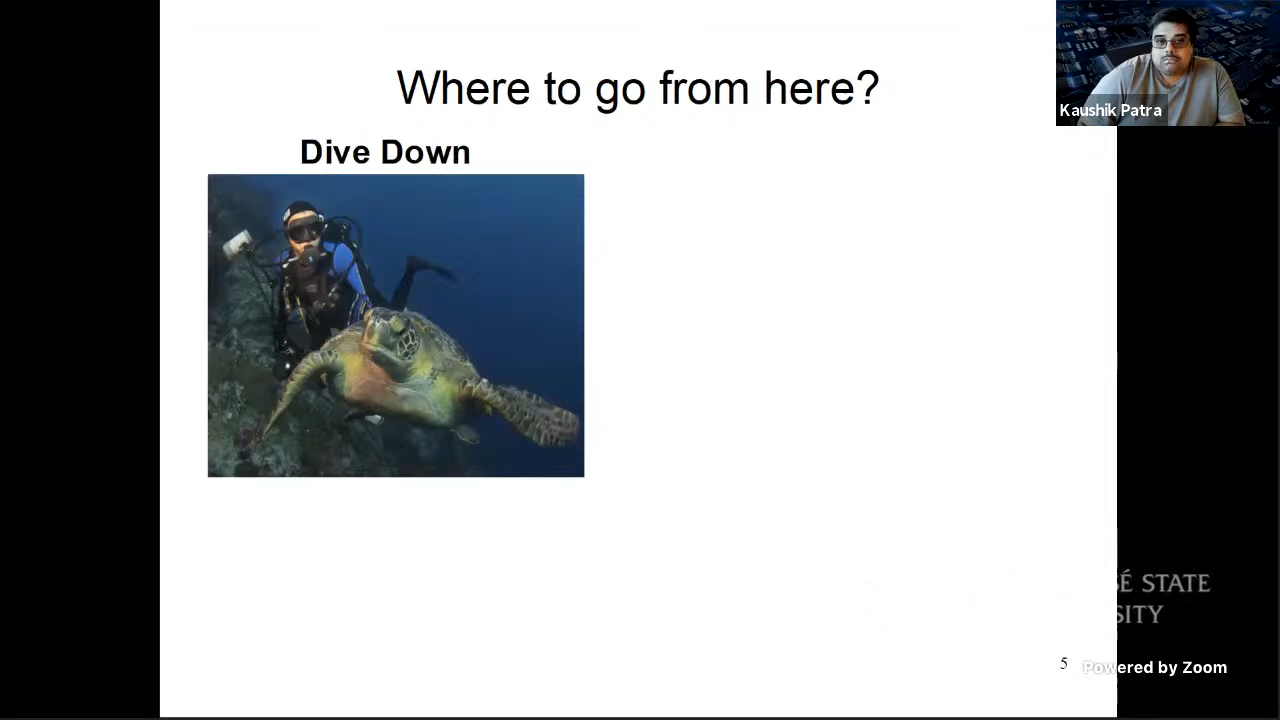 Where to go from here?
Kaushik Patra
Dive Down
É STATE
SITY
5
Powered by Zoom